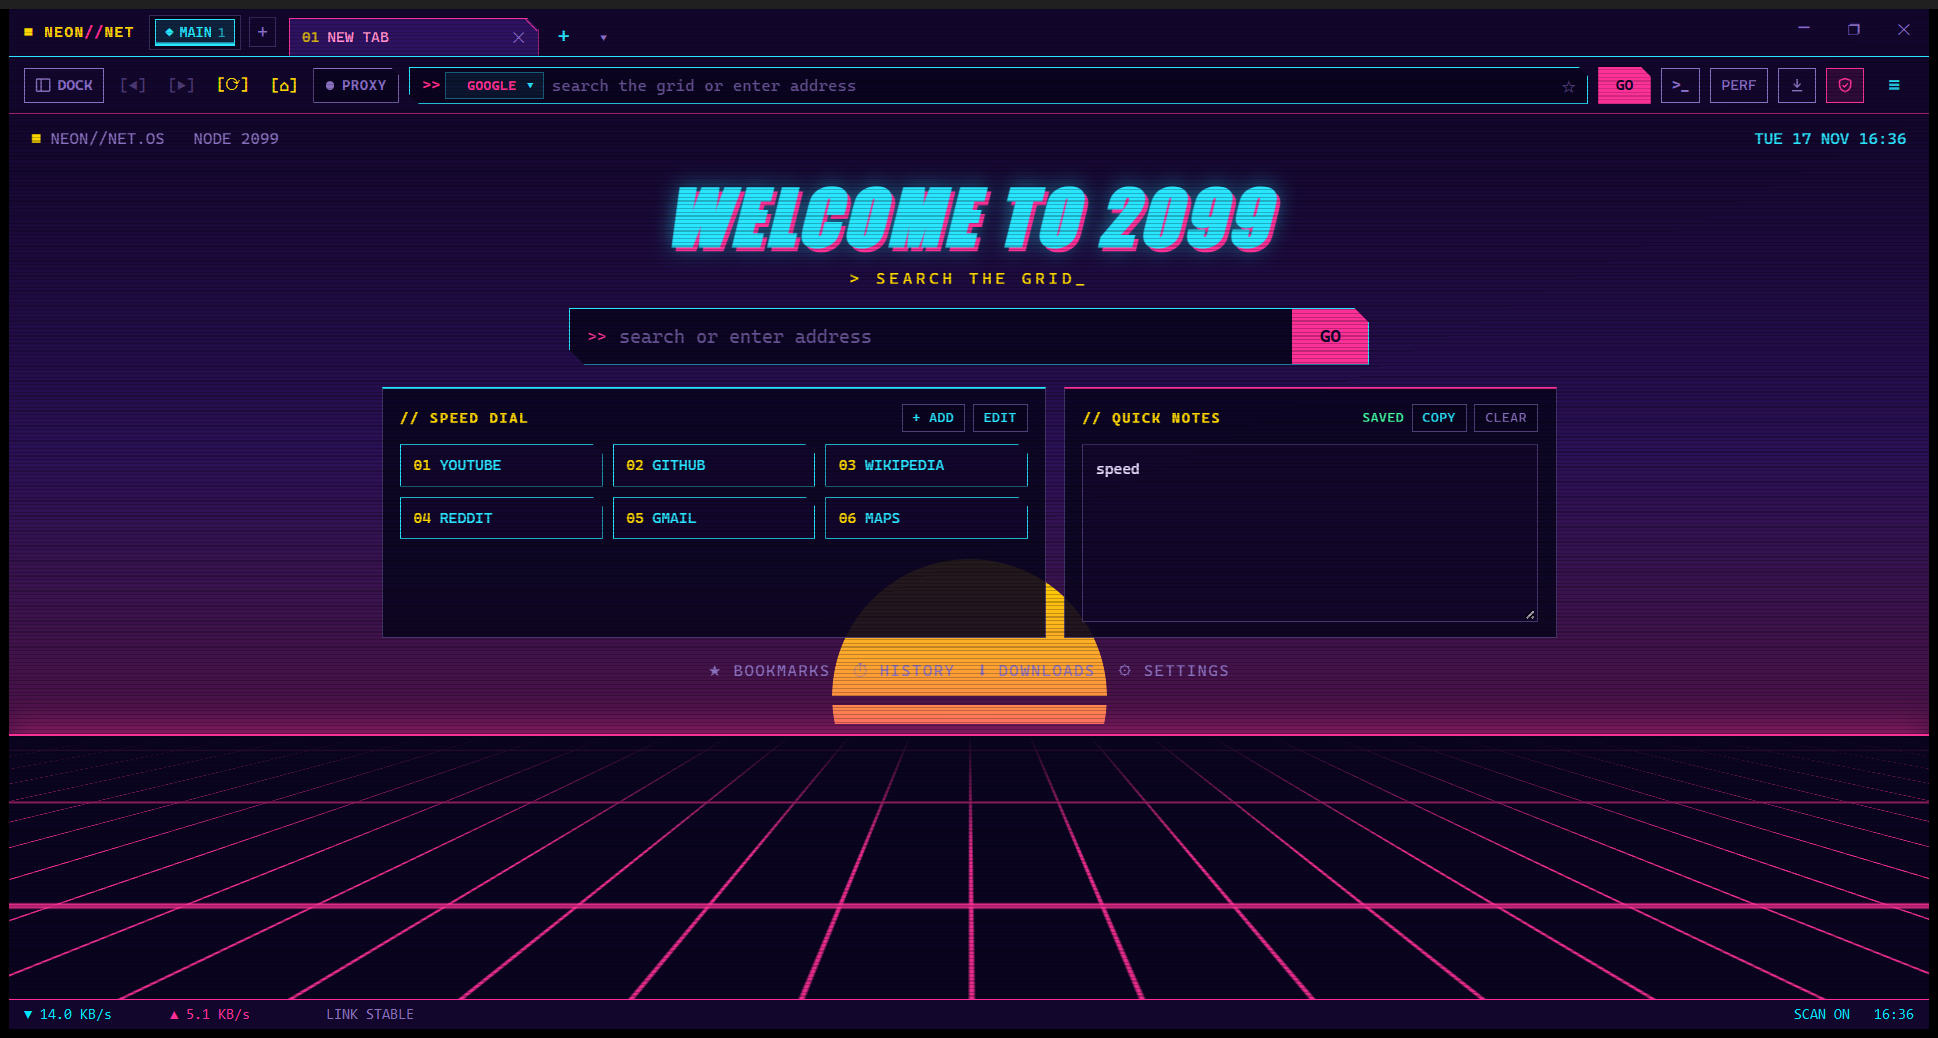 NEON//NET MAIN 1 +
01 NEW TAB + ▾
DOCK [◄] [►] [⟳] [⌂] ● PROXY >> GOOGLE ▼ search the grid or enter address ☆ GO >_ PERF
NEON//NET.OS NODE 2099 TUE 17 NOV 16:36
WELCOME TO 2099
> SEARCH THE GRID_
>> search or enter address GO
// SPEED DIAL + ADD EDIT
01 YOUTUBE 02 GITHUB 03 WIKIPEDIA
04 REDDIT 05 GMAIL 06 MAPS
// QUICK NOTES SAVED COPY CLEAR
speed
★ BOOKMARKS ⏱ HISTORY ⬇ DOWNLOADS ⚙ SETTINGS
▼ 14.0 KB/s ▲ 5.1 KB/s LINK STABLE SCAN ON 16:36